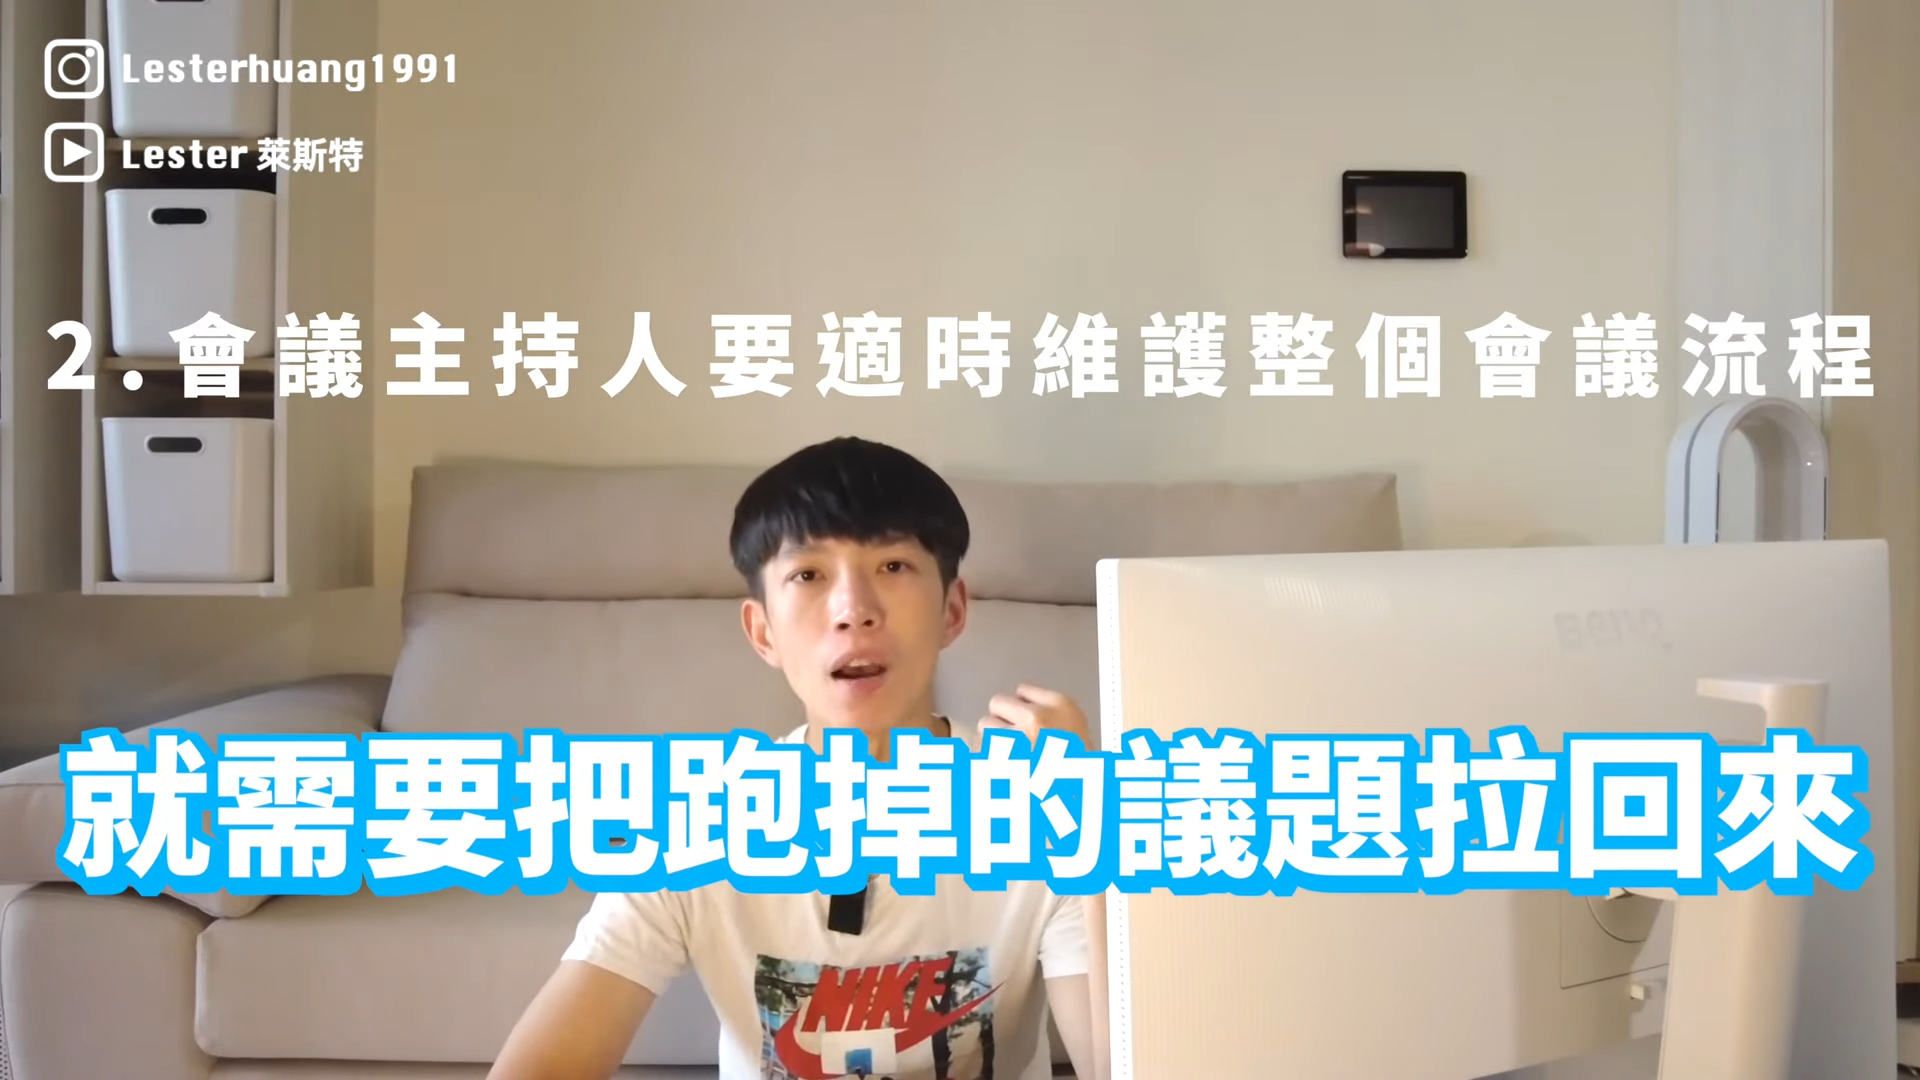 Lesterhuang1991
Lester 萊斯特
2.會議主持人要適時維護整個會議流程
就需要把跑掉的議題拉回來
BenQ
NIKE